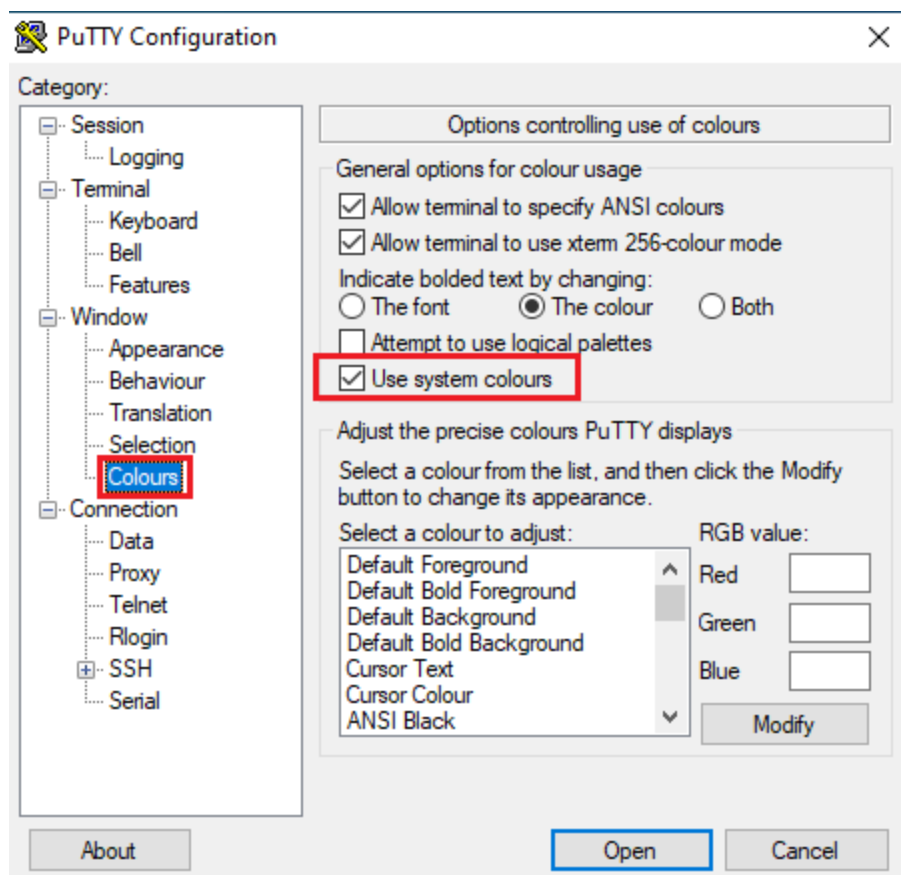 PuTTY Configuration
Category:
Session
Logging
Terminal
Keyboard
Bell
Features
Window
Appearance
Behaviour
Translation
Selection
Colours
Connection
Data
Proxy
Telnet
Rlogin
SSH
Serial
Options controlling use of colours
General options for colour usage
Allow terminal to specify ANSI colours
Allow terminal to use xterm 256-colour mode
Indicate bolded text by changing:
The font The colour Both
Attempt to use logical palettes
Use system colours
Adjust the precise colours PuTTY displays
Select a colour from the list, and then click the Modify
button to change its appearance.
Select a colour to adjust: RGB value:
Default Foreground
Default Bold Foreground
Default Background
Default Bold Background
Cursor Text
Cursor Colour
ANSI Black
Red
Green
Blue
Modify
About Open Cancel